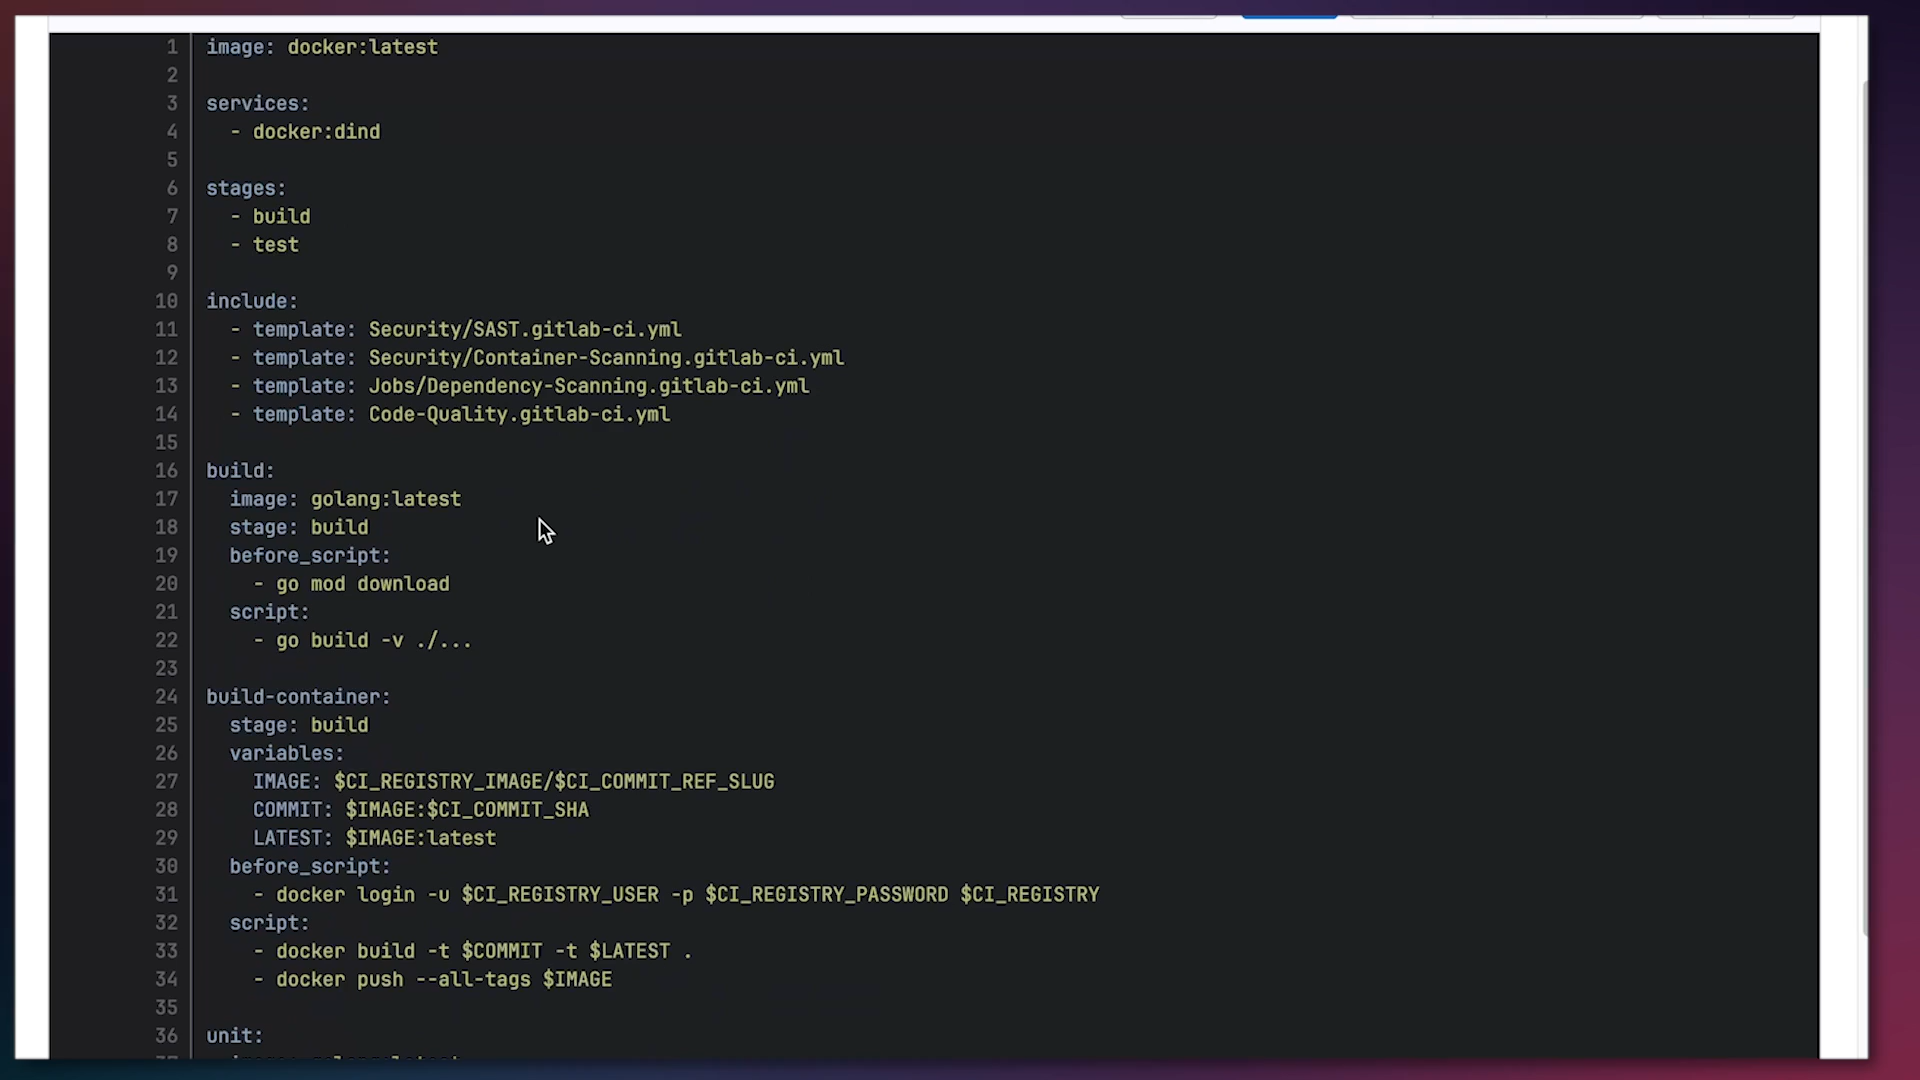 1 image: docker:latest
2
3 services:
4   - docker:dind
5
6 stages:
7   - build
8   - test
9
10 include:
11   - template: Security/SAST.gitlab-ci.yml
12   - template: Security/Container-Scanning.gitlab-ci.yml
13   - template: Jobs/Dependency-Scanning.gitlab-ci.yml
14   - template: Code-Quality.gitlab-ci.yml
15
16 build:
17   image: golang:latest
18   stage: build
19   before_script:
20     - go mod download
21   script:
22     - go build -v ./...
23
24 build-container:
25   stage: build
26   variables:
27     IMAGE: $CI_REGISTRY_IMAGE/$CI_COMMIT_REF_SLUG
28     COMMIT: $IMAGE:$CI_COMMIT_SHA
29     LATEST: $IMAGE:latest
30   before_script:
31     - docker login -u $CI_REGISTRY_USER -p $CI_REGISTRY_PASSWORD $CI_REGISTRY
32   script:
33     - docker build -t $COMMIT -t $LATEST .
34     - docker push --all-tags $IMAGE
35
36 unit: